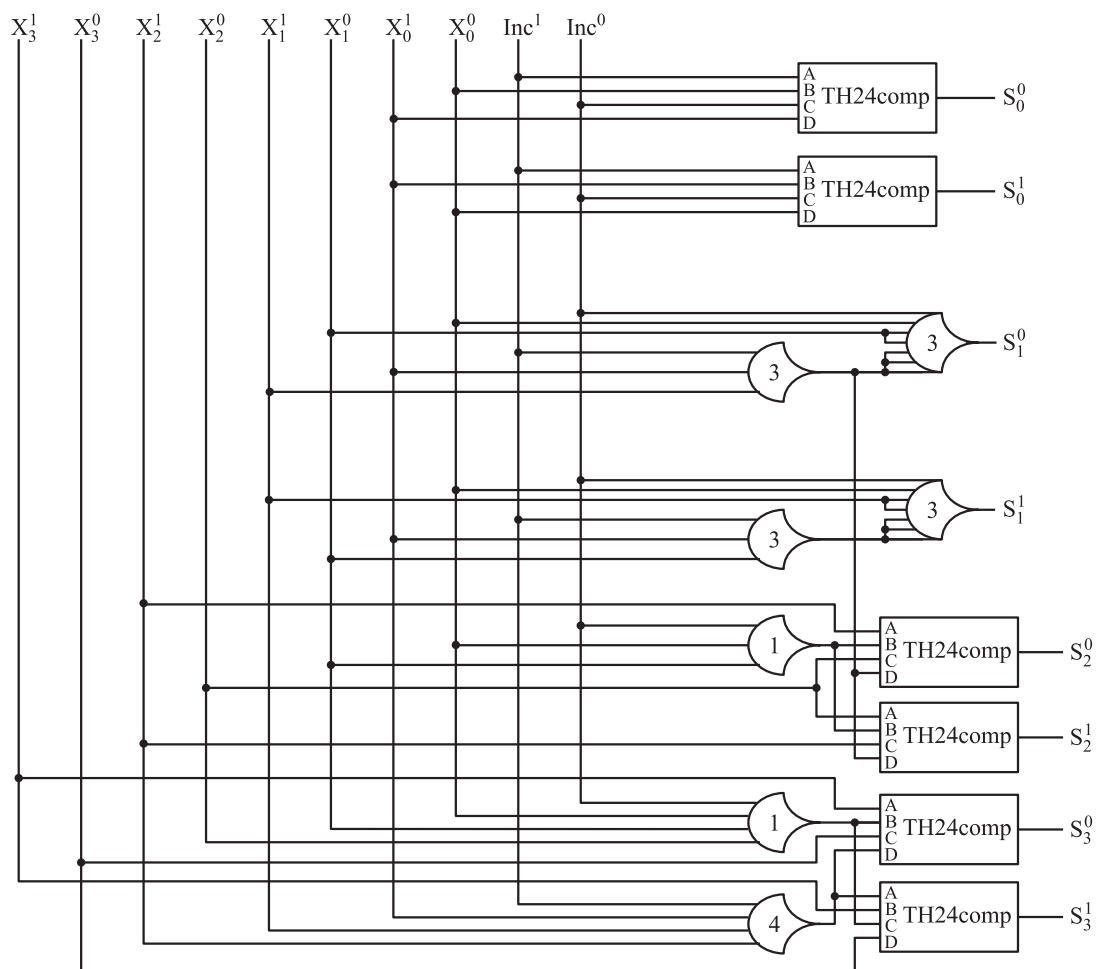 X₃¹ X₃⁰ X₂¹ X₂⁰ X₁¹ X₁⁰ X₀¹ X₀⁰ Inc¹ Inc⁰
A
B
C
D
TH24comp
S₀⁰
A
B
C
D
TH24comp
S₀¹
3
3
S₁⁰
3
3
S₁¹
1
A
B
C
D
TH24comp
S₂⁰
A
B
C
D
TH24comp
S₂¹
1
A
B
C
D
TH24comp
S₃⁰
4
A
B
C
D
TH24comp
S₃¹